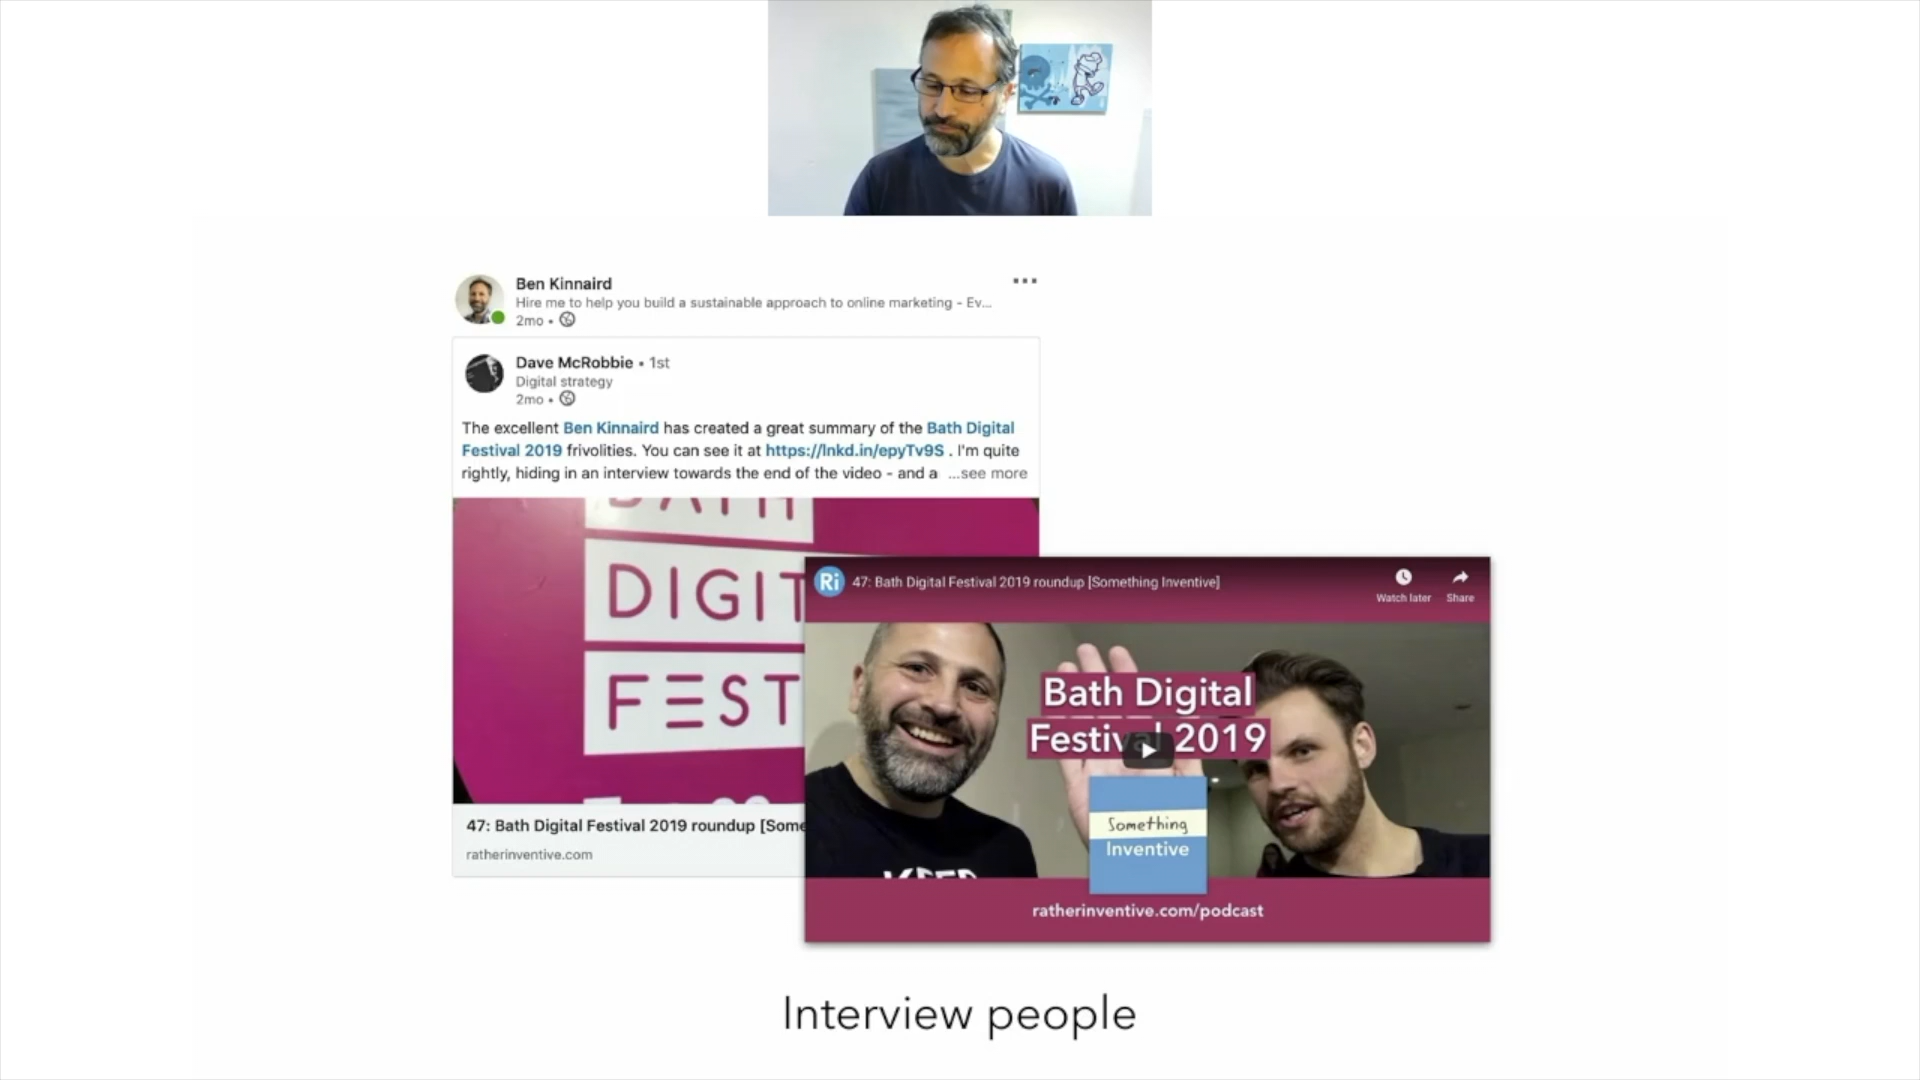 Ben Kinnaird
Hire me to help you build a sustainable approach to online marketing - Ev...
2mo •
Dave McRobbie • 1st
Digital strategy
2mo •
The excellent Ben Kinnaird has created a great summary of the Bath Digital
Festival 2019 frivolities. You can see it at https://lnkd.in/epyTv9S . I'm quite
rightly, hiding in an interview towards the end of the video - and a ...see more
BATH
DIGIT
FEST
47: Bath Digital Festival 2019 roundup [Some
ratherinventive.com
Ri 47: Bath Digital Festival 2019 roundup [Something Inventive]
Watch later
Share
Bath Digital
Festival 2019
Something
Inventive
KEEP
ratherinventive.com/podcast
Interview people